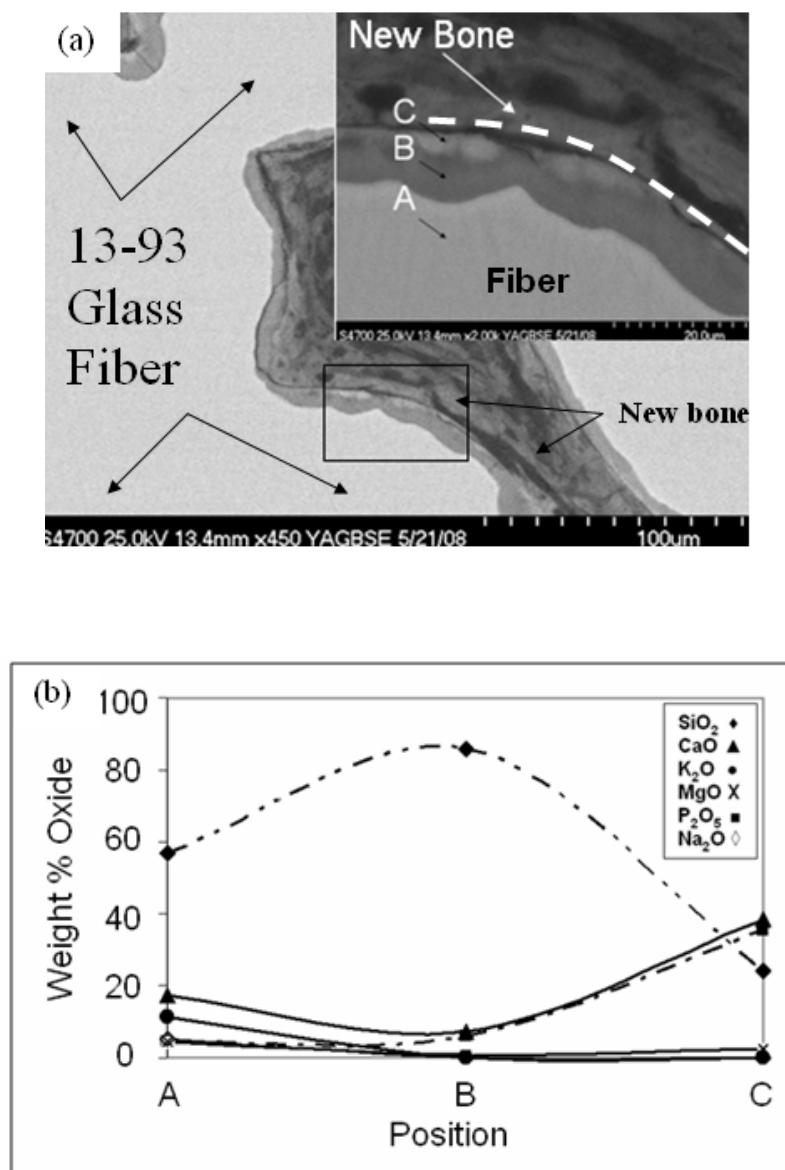 (a)
New Bone
C
B
A
Fiber
S4700 25.0kV 13.4mm x2.00k YAGBSE 5/21/08 20.0um
13-93
Glass
Fiber
New bone
S4700 25.0kV 13.4mm x450 YAGBSE 5/21/08 100um
(b)
100
80
60
40
20
0
Weight % Oxide
SiO₂
CaO
K₂O
MgO
P₂O₅
Na₂O
A B C
Position